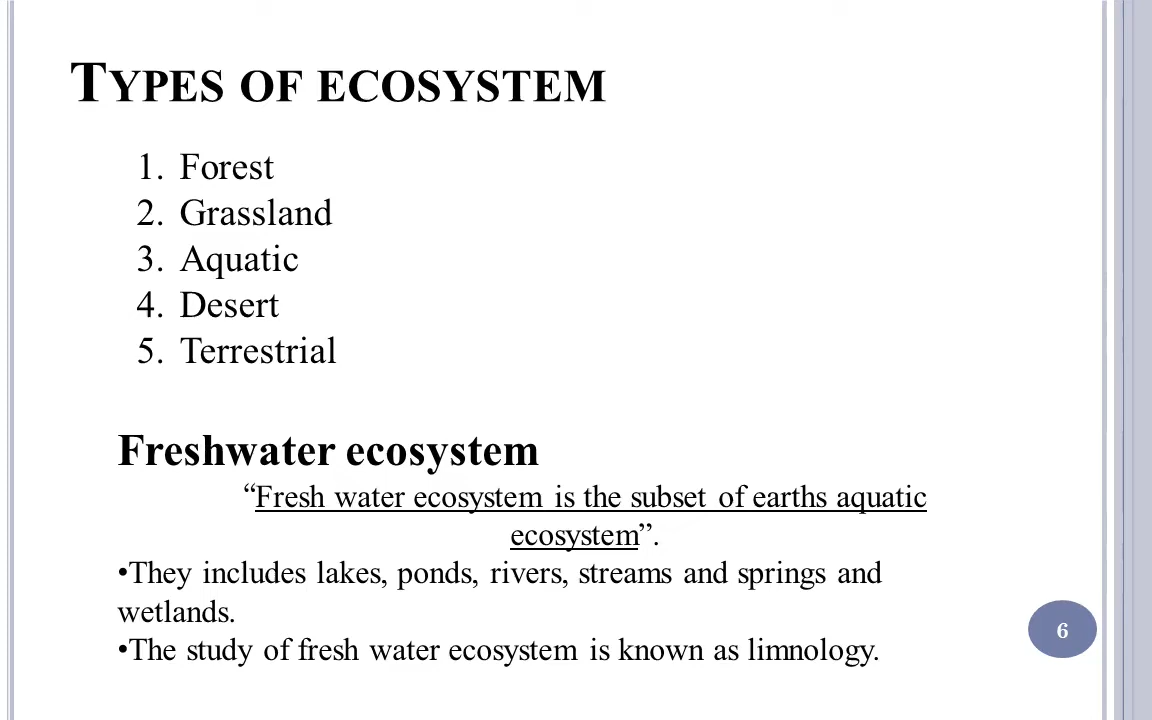 TYPES OF ECOSYSTEM
1. Forest
2. Grassland
3. Aquatic
4. Desert
5. Terrestrial
Freshwater ecosystem
“Fresh water ecosystem is the subset of earths aquatic
ecosystem”.
•They includes lakes, ponds, rivers, streams and springs and
wetlands.
•The study of fresh water ecosystem is known as limnology.
6